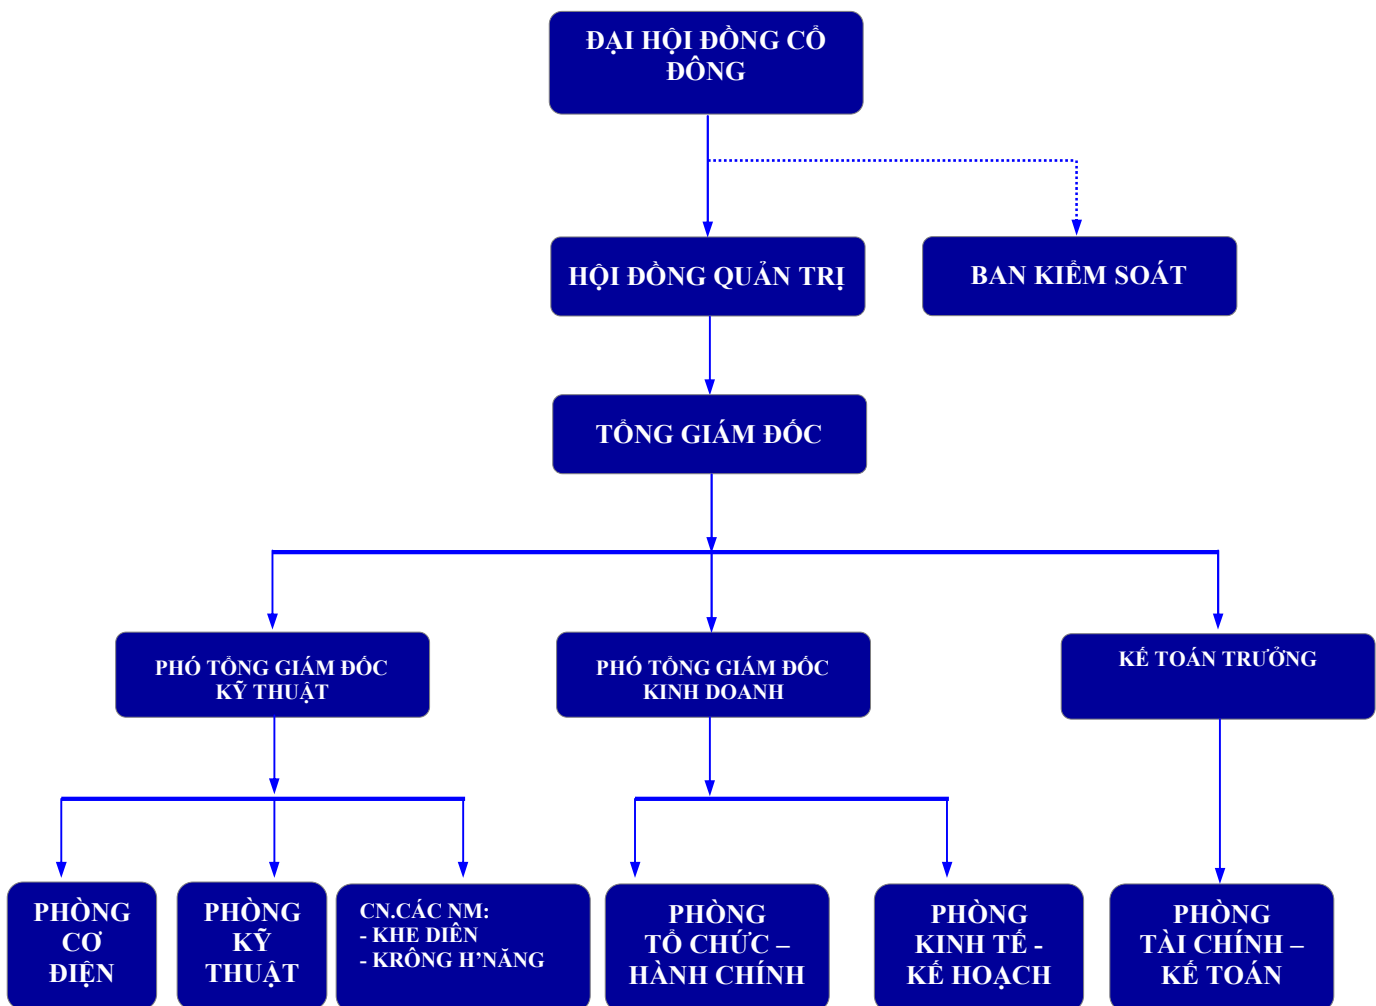 ĐẠI HỘI ĐỒNG CỔ
ĐÔNG
HỘI ĐỒNG QUẢN TRỊ
BAN KIỂM SOÁT
TỔNG GIÁM ĐỐC
PHÓ TỔNG GIÁM ĐỐC
KỸ THUẬT
PHÓ TỔNG GIÁM ĐỐC
KINH DOANH
KẾ TOÁN TRƯỞNG
PHÒNG
CƠ
ĐIỆN
PHÒNG
KỸ
THUẬT
CN.CÁC NM:
- KHE DIÊN
- KRÔNG H’NĂNG
PHÒNG
TỔ CHỨC –
HÀNH CHÍNH
PHÒNG
KINH TẾ -
KẾ HOẠCH
PHÒNG
TÀI CHÍNH –
KẾ TOÁN